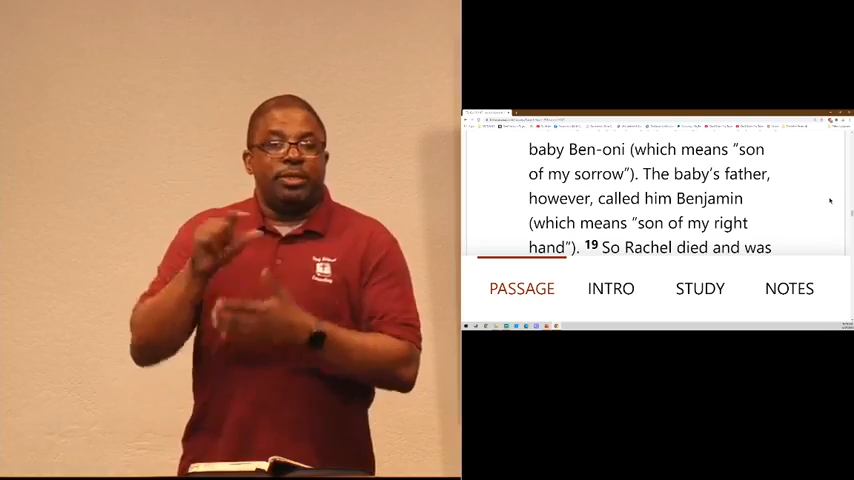 baby Ben-oni (which means “son
of my sorrow”). The baby’s father,
however, called him Benjamin
(which means “son of my right
hand”). 19 So Rachel died and was
PASSAGE INTRO STUDY NOTES